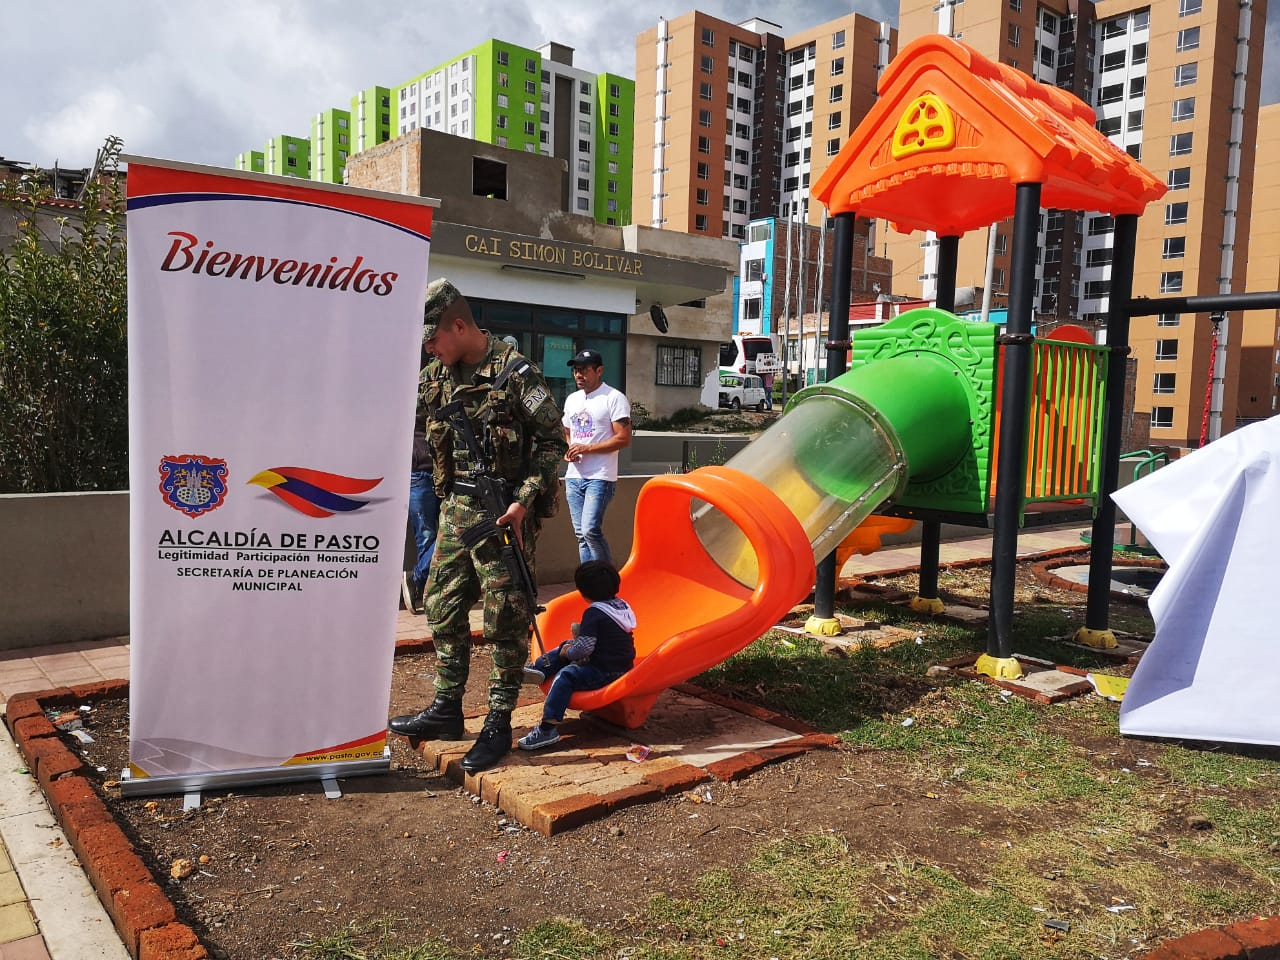 Bienvenidos
ALCALDÍA DE PASTO
Legitimidad Participación Honestidad
SECRETARÍA DE PLANEACIÓN
MUNICIPAL
www.pasto.gov.co
CAI SIMON BOLIVAR
PM